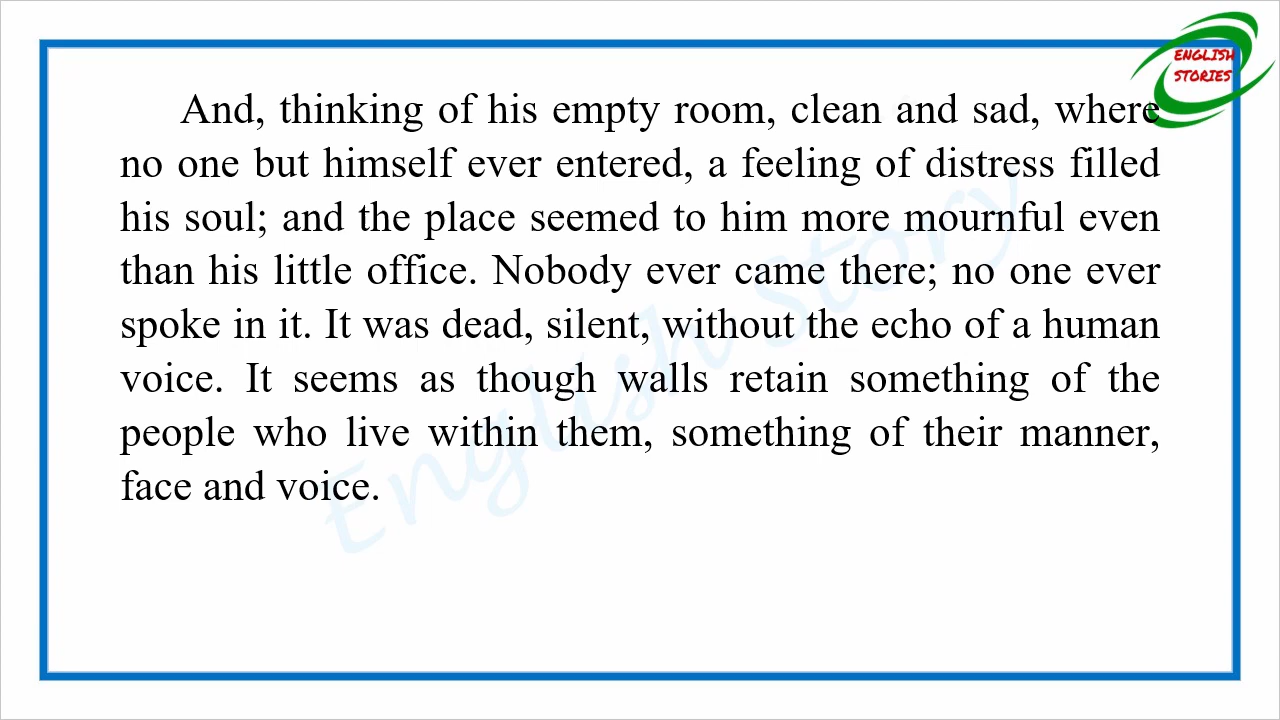 ENGLISH
STORIES
And, thinking of his empty room, clean and sad, where
no one but himself ever entered, a feeling of distress filled
his soul; and the place seemed to him more mournful even
than his little office. Nobody ever came there; no one ever
spoke in it. It was dead, silent, without the echo of a human
voice. It seems as though walls retain something of the
people who live within them, something of their manner,
face and voice.
English Story